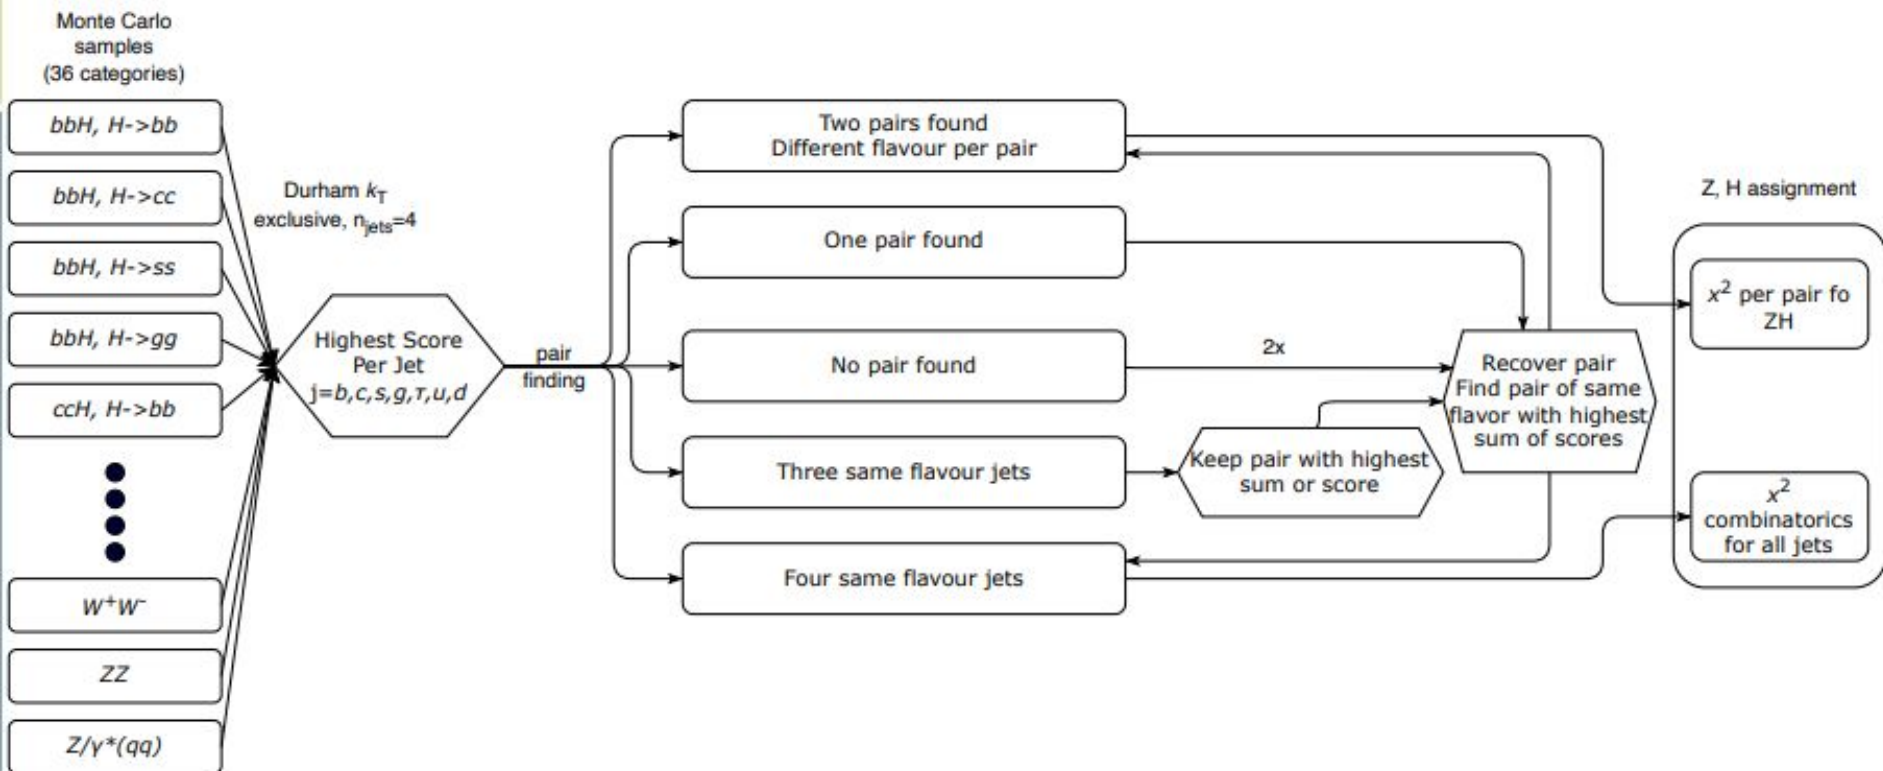 Monte Carlo
samples
(36 categories)
bbH, H->bb
bbH, H->cc
bbH, H->ss
bbH, H->gg
ccH, H->bb
W⁺W⁻
ZZ
Z/γ*(qq)
Durham k_T
exclusive, n_jets=4
Highest Score
Per Jet
j=b,c,s,g,τ,u,d
pair
finding
Two pairs found
Different flavour per pair
One pair found
No pair found
Three same flavour jets
Four same flavour jets
2x
Keep pair with highest
sum or score
Recover pair
Find pair of same
flavor with highest
sum of scores
Z, H assignment
x² per pair fo
ZH
x²
combinatorics
for all jets